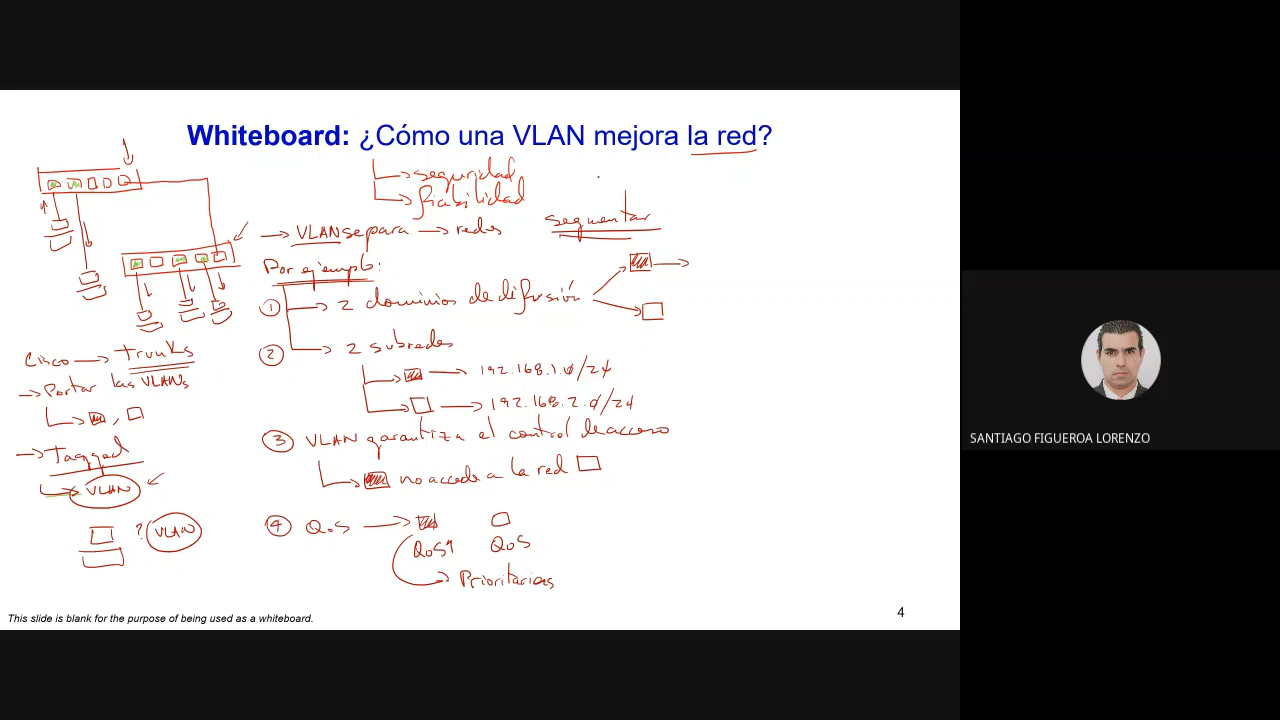 Whiteboard: ¿Cómo una VLAN mejora la red?
seguridad
fiabilidad
VLAN separa → redes
segmentar
Por ejemplo:
① → 2 dominios de difusión
② → 2 subredes
→ 192.168.1.0/24
→ 192.168.2.0/24
③ VLAN garantiza el control de acceso
no accede a la red
④ QoS →
QoS↑ QoS
Prioritarias
Cisco → Trunks
→ Portar las VLANs
→ Tagged
VLAN
? VLAN
This slide is blank for the purpose of being used as a whiteboard.
4
SANTIAGO FIGUEROA LORENZO